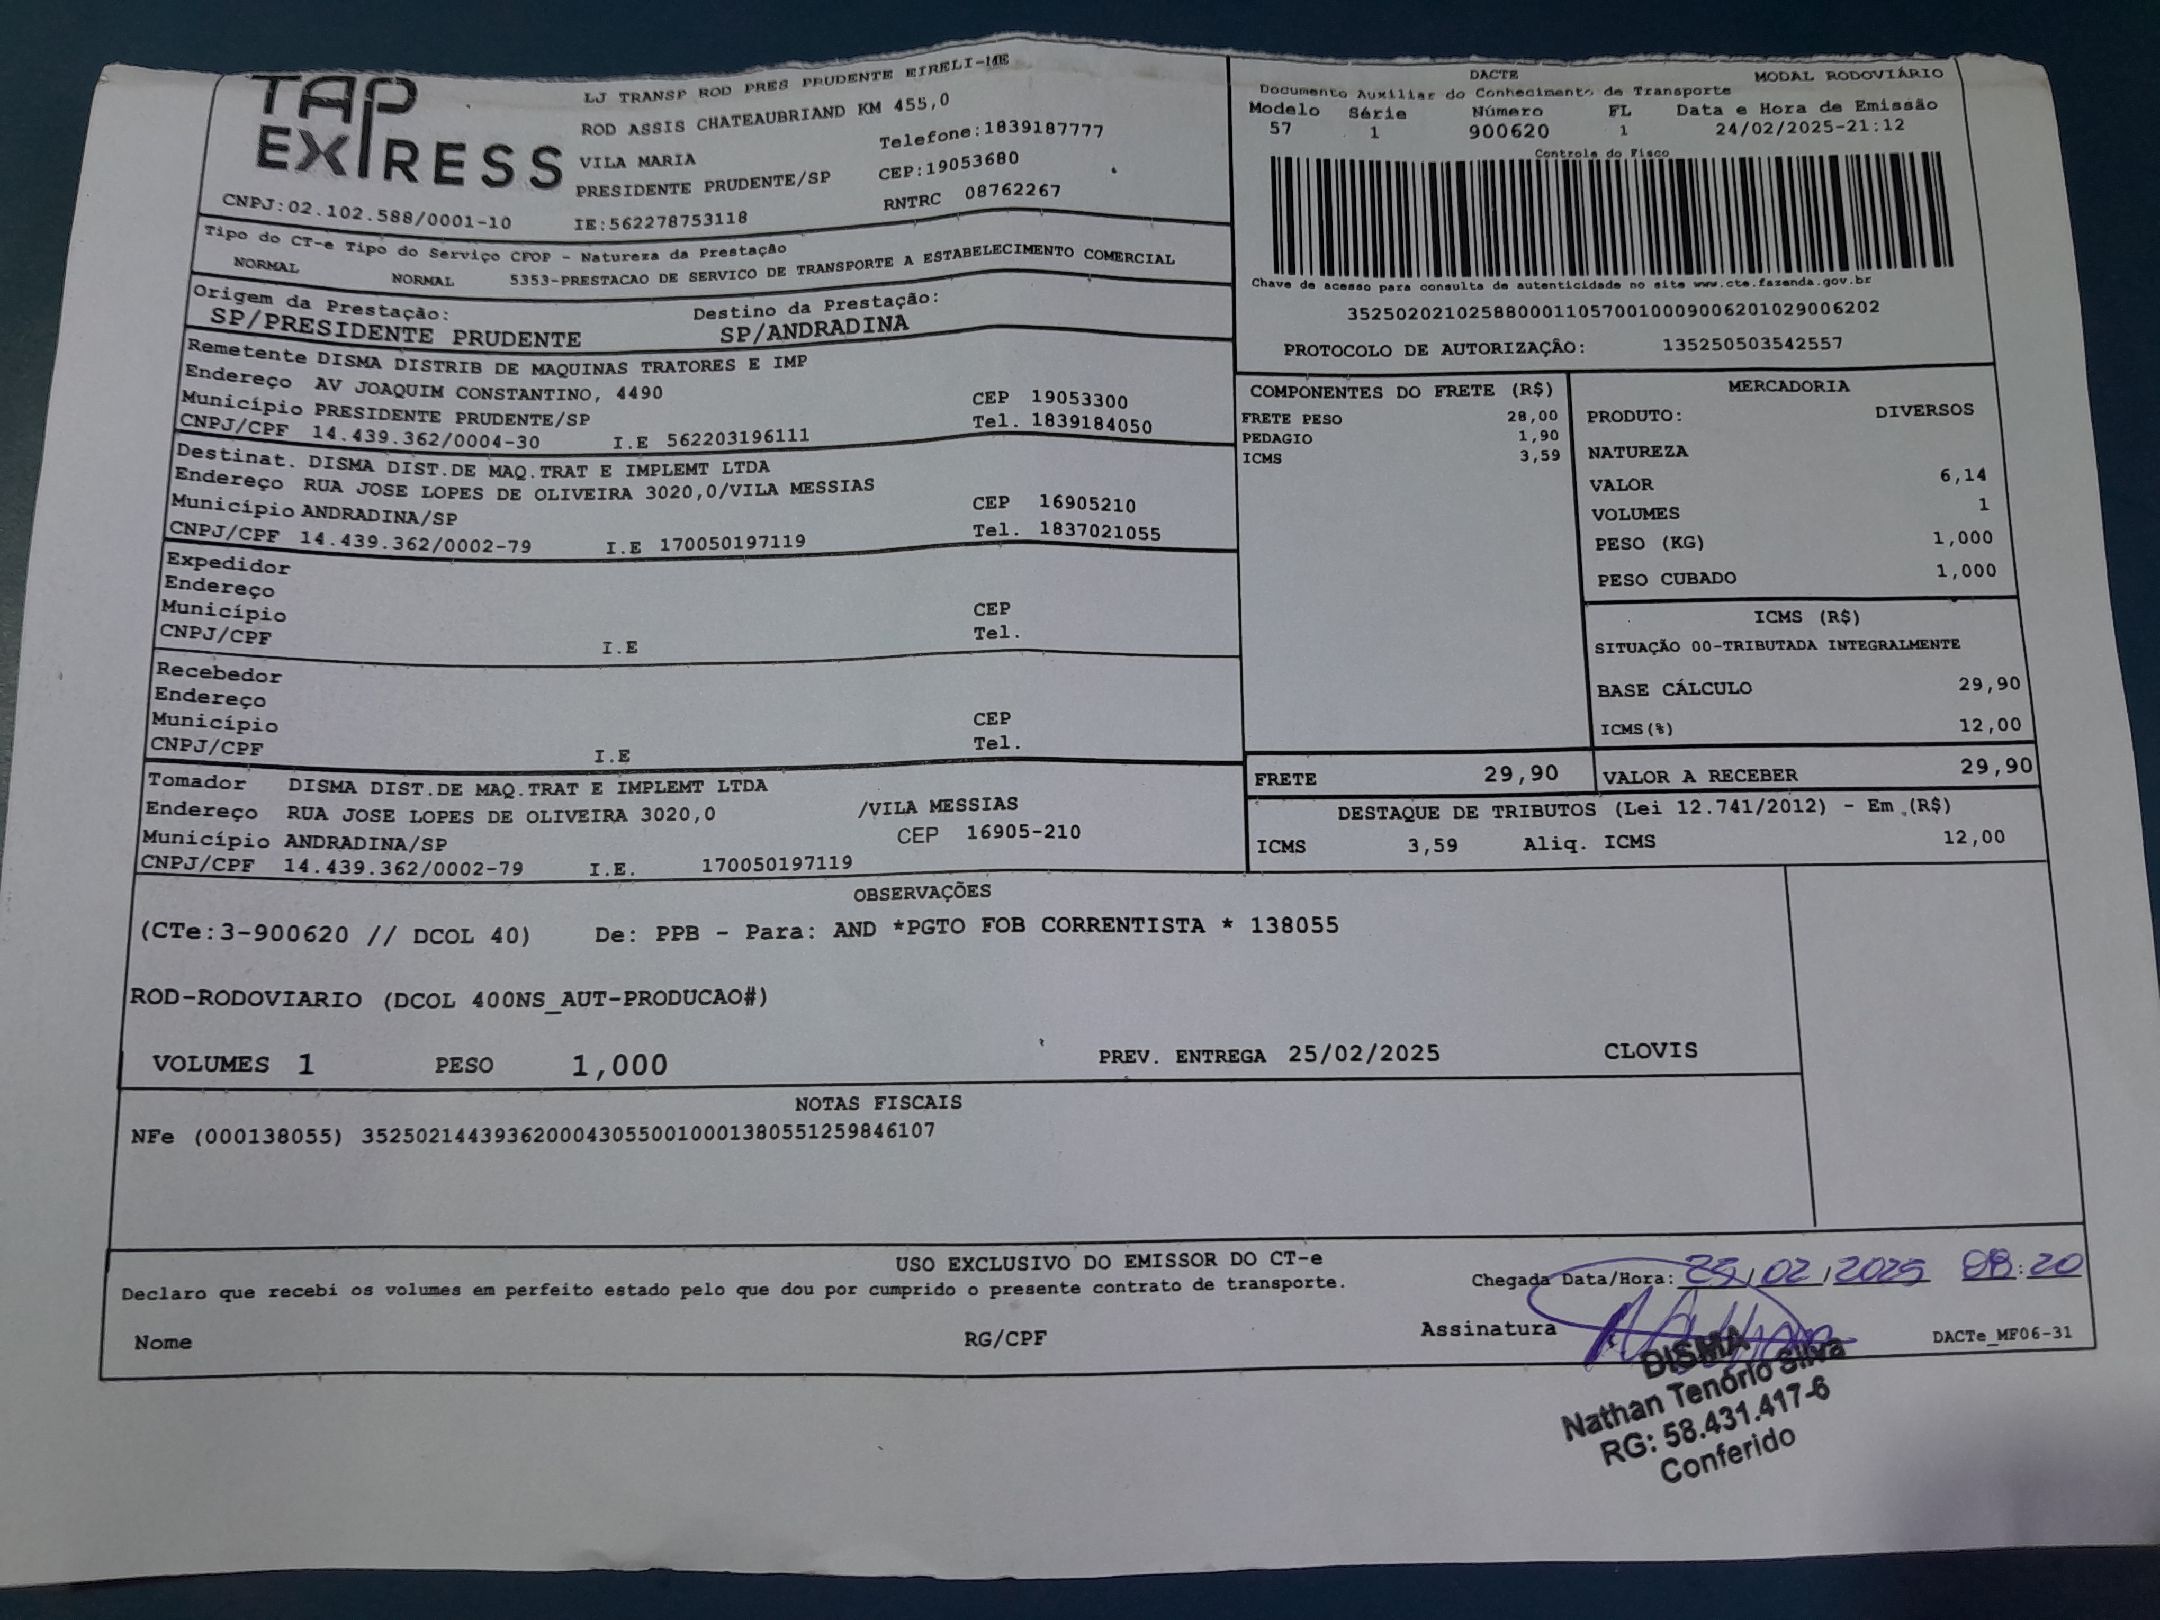 TAP EXPRESS
LJ TRANSP ROD PRES PRUDENTE EIRELI-ME
ROD ASSIS CHATEAUBRIAND KM 455,0
VILA MARIA Telefone:1839187777
PRESIDENTE PRUDENTE/SP CEP:19053680
CNPJ:02.102.588/0001-10 IE:562278753118 RNTRC 08762267
DACTE MODAL RODOVIÁRIO
Documento Auxiliar do Conhecimento de Transporte
Modelo Série Número FL Data e Hora de Emissão
57 1 900620 1 24/02/2025-21:12
Controle do Fisco
Chave de acesso para consulta de autenticidade no site www.cte.fazenda.gov.br
35250202102588000110570010009006201029006202
PROTOCOLO DE AUTORIZAÇÃO: 135250503542557
Tipo do CT-e Tipo do Serviço CFOP - Natureza da Prestação
NORMAL NORMAL 5353-PRESTACAO DE SERVICO DE TRANSPORTE A ESTABELECIMENTO COMERCIAL
Origem da Prestação: Destino da Prestação:
SP/PRESIDENTE PRUDENTE SP/ANDRADINA
Remetente DISMA DISTRIB DE MAQUINAS TRATORES E IMP
Endereço AV JOAQUIM CONSTANTINO, 4490 CEP 19053300
Município PRESIDENTE PRUDENTE/SP Tel. 1839184050
CNPJ/CPF 14.439.362/0004-30 I.E 562203196111
Destinat. DISMA DIST.DE MAQ.TRAT E IMPLEMT LTDA
Endereço RUA JOSE LOPES DE OLIVEIRA 3020,0/VILA MESSIAS CEP 16905210
Município ANDRADINA/SP Tel. 1837021055
CNPJ/CPF 14.439.362/0002-79 I.E 170050197119
Expedidor
Endereço
Município CEP
CNPJ/CPF I.E Tel.
Recebedor
Endereço
Município CEP
CNPJ/CPF I.E Tel.
Tomador DISMA DIST.DE MAQ.TRAT E IMPLEMT LTDA
Endereço RUA JOSE LOPES DE OLIVEIRA 3020,0 /VILA MESSIAS
Município ANDRADINA/SP CEP 16905-210
CNPJ/CPF 14.439.362/0002-79 I.E. 170050197119
COMPONENTES DO FRETE (R$)
FRETE PESO 28,00
PEDAGIO 1,90
ICMS 3,59
MERCADORIA
PRODUTO: DIVERSOS
NATUREZA
VALOR 6,14
VOLUMES 1
PESO (KG) 1,000
PESO CUBADO 1,000
ICMS (R$)
SITUAÇÃO 00-TRIBUTADA INTEGRALMENTE
BASE CÁLCULO 29,90
ICMS(%) 12,00
FRETE 29,90 VALOR A RECEBER 29,90
DESTAQUE DE TRIBUTOS (Lei 12.741/2012) - Em (R$)
ICMS 3,59 Aliq. ICMS 12,00
OBSERVAÇÕES
(CTe:3-900620 // DCOL 40) De: PPB - Para: AND *PGTO FOB CORRENTISTA * 138055
ROD-RODOVIARIO (DCOL 400NS_AUT-PRODUCAO#)
VOLUMES 1 PESO 1,000 PREV. ENTREGA 25/02/2025 CLOVIS
NOTAS FISCAIS
NFe (000138055) 35250214439362000430550010001380551259846107
USO EXCLUSIVO DO EMISSOR DO CT-e
Declaro que recebi os volumes em perfeito estado pelo que dou por cumprido o presente contrato de transporte.
Chegada Data/Hora: 25/02/2025 08:20
Nome RG/CPF Assinatura DACTe_MF06-31
DISMA
Nathan Tenório Silva
RG: 58.431.417-6
Conferido